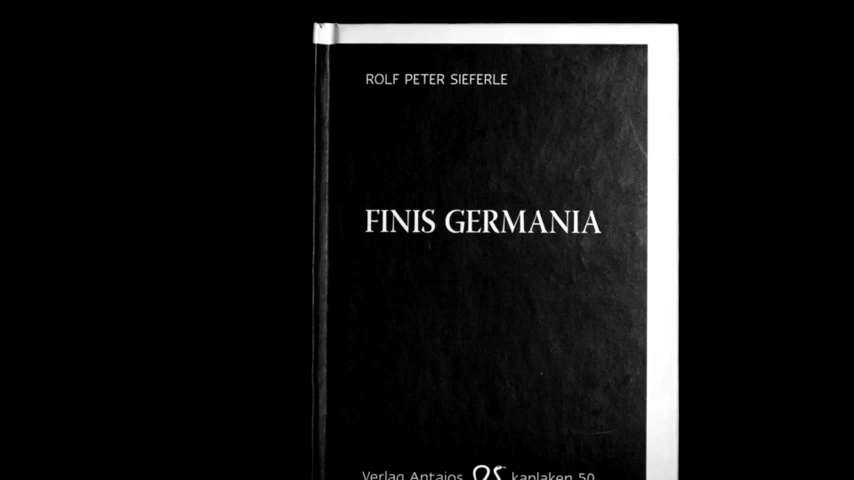 ROLF PETER SIEFERLE
FINIS GERMANIA
Verlag Antaios kaplaken 50